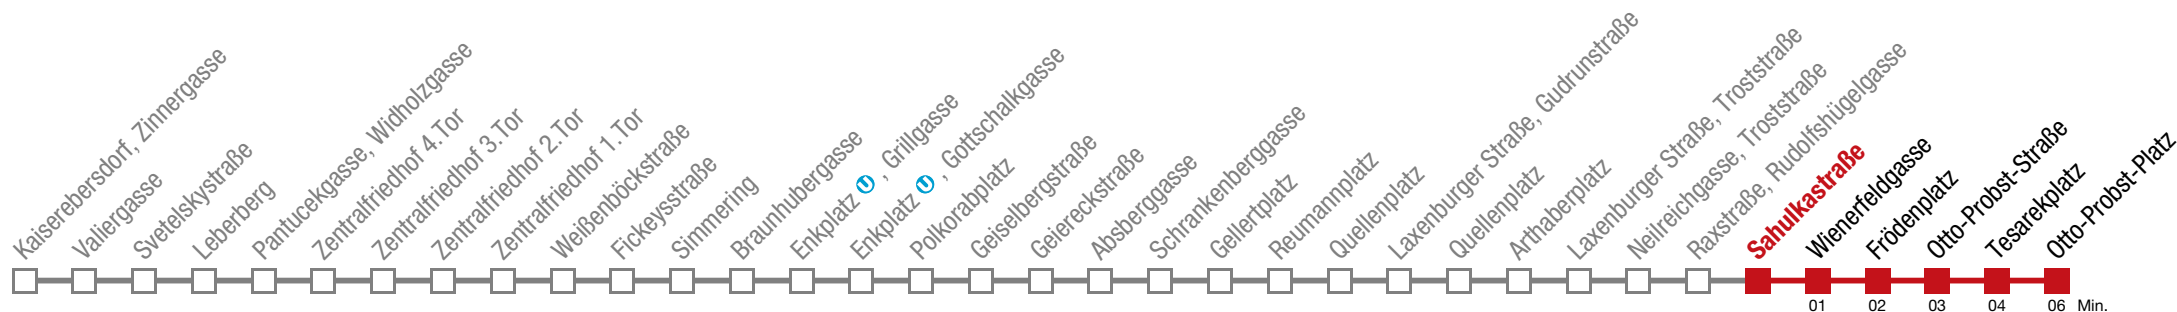 Kaiserebersdorf, Zinnergasse
Valiergasse
Svetelskystraße
Leberberg
Pantucekgasse, Widholzgasse
Zentralfriedhof 4.Tor
Zentralfriedhof 3.Tor
Zentralfriedhof 2.Tor
Zentralfriedhof 1.Tor
Weißenböckstraße
Fickeysstraße
Simmering
Braunhubergasse
Enkplatz U, Grillgasse
Enkplatz U, Gottschalkgasse
Polkorabplatz
Geiselbergstraße
Geiereckstraße
Absberggasse
Schrankenberggasse
Gellertplatz
Reumannplatz
Quellenplatz
Laxenburger Straße, Gudrunstraße
Quellenplatz
Arthaberplatz
Laxenburger Straße, Troststraße
Neilreichgasse, Troststraße
Raxstraße, Rudolfshügelgasse
Sahulkastraße
Wienerfeldgasse
Frödenplatz
Otto-Probst-Straße
Tesarekplatz
Otto-Probst-Platz
01 02 03 04 06 Min.